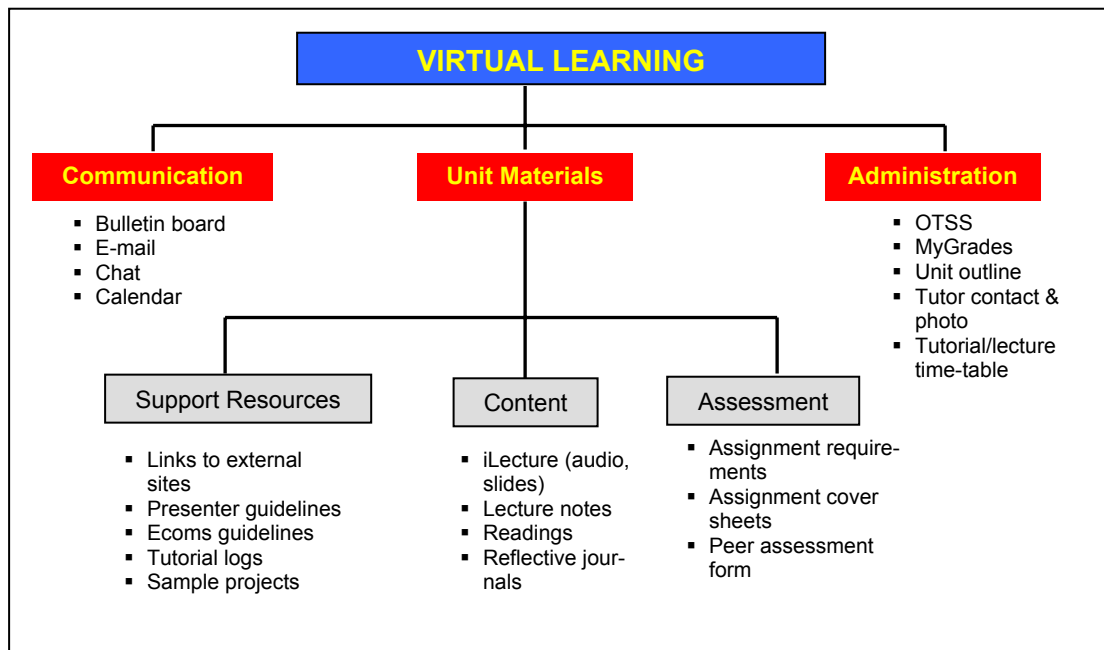 VIRTUAL LEARNING
Communication
▪ Bulletin board
▪ E-mail
▪ Chat
▪ Calendar
Unit Materials
Administration
▪ OTSS
▪ MyGrades
▪ Unit outline
▪ Tutor contact &
photo
▪ Tutorial/lecture
time-table
Support Resources
▪ Links to external
sites
▪ Presenter guidelines
▪ Ecoms guidelines
▪ Tutorial logs
▪ Sample projects
Content
▪ iLecture (audio,
slides)
▪ Lecture notes
▪ Readings
▪ Reflective jour-
nals
Assessment
▪ Assignment require-
ments
▪ Assignment cover
sheets
▪ Peer assessment
form